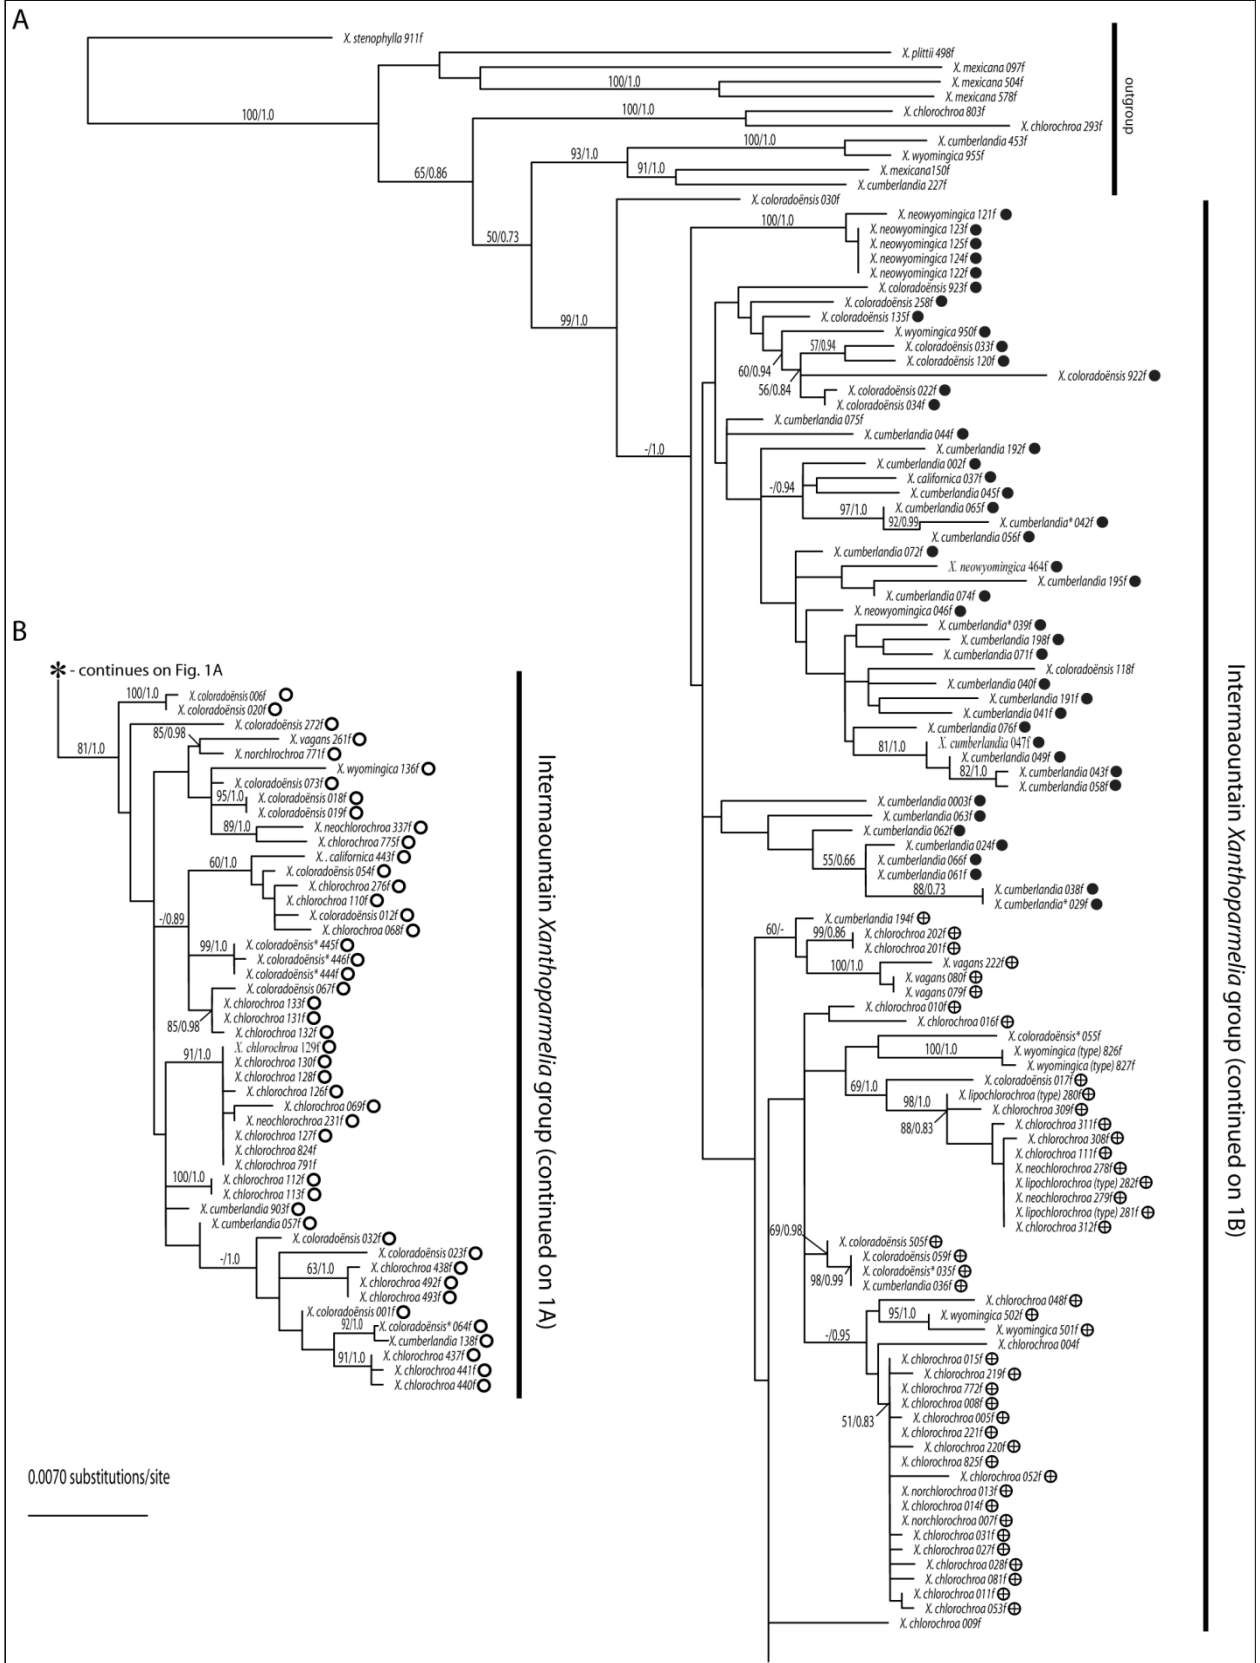 A
X. stenophylla 911f
X. plittii 498f
X. mexicana 097f
100/1.0
X. mexicana 504f
X. mexicana 578f
100/1.0
X. chlorochroa 803f
100/1.0
X. chlorochroa 293f
outgroup
100/1.0
X. cumberlandia 453f
93/1.0
X. wyomingica 955f
65/0.86
91/1.0
X. mexicana150f
X. cumberlandia 227f
X. coloradoënsis 030f
50/0.73
100/1.0
X. neowyomingica 121f
X. neowyomingica 123f
X. neowyomingica 125f
X. neowyomingica 124f
X. neowyomingica 122f
X. coloradoënsis 923f
X. coloradoënsis 258f
99/1.0
X. coloradoënsis 135f
X. wyomingica 950f
57/0.94
X. coloradoënsis 033f
X. coloradoënsis 120f
60/0.94
X. coloradoënsis 922f
56/0.84
X. coloradoënsis 022f
X. coloradoënsis 034f
X. cumberlandia 075f
X. cumberlandia 044f
-/1.0
X. cumberlandia 192f
X. cumberlandia 002f
X. californica 037f
-/0.94
X. cumberlandia 045f
97/1.0
X. cumberlandia 065f
92/0.99
X. cumberlandia* 042f
X. cumberlandia 056f
X. cumberlandia 072f
X. neowyomingica 464f
X. cumberlandia 195f
X. cumberlandia 074f
X. neowyomingica 046f
X. cumberlandia* 039f
X. cumberlandia 198f
X. cumberlandia 071f
X. coloradoënsis 118f
X. cumberlandia 040f
X. cumberlandia 191f
X. cumberlandia 041f
X. cumberlandia 076f
81/1.0
X. cumberlandia 047f
X. cumberlandia 049f
82/1.0
X. cumberlandia 043f
X. cumberlandia 058f
X. cumberlandia 0003f
X. cumberlandia 063f
X. cumberlandia 062f
X. cumberlandia 024f
55/0.66
X. cumberlandia 066f
X. cumberlandia 061f
88/0.73
X. cumberlandia 038f
X. cumberlandia* 029f
60/-
X. cumberlandia 194f
99/0.86
X. chlorochroa 202f
X. chlorochroa 201f
100/1.0
X. vagans 222f
X. vagans 080f
X. vagans 079f
X. chlorochroa 010f
X. chlorochroa 016f
X. coloradoënsis* 055f
100/1.0
X. wyomingica (type) 826f
X. wyomingica (type) 827f
69/1.0
X. coloradoënsis 017f
98/1.0
X. lipochlorochroa (type) 280f
X. chlorochroa 309f
88/0.83
X. chlorochroa 311f
X. chlorochroa 308f
X. chlorochroa 111f
X. neochlorochroa 278f
X. lipochlorochroa (type) 282f
X. neochlorochroa 279f
X. lipochlorochroa (type) 281f
X. chlorochroa 312f
69/0.98
X. coloradoënsis 505f
X. coloradoënsis 059f
X. coloradoënsis* 035f
98/0.99
X. cumberlandia 036f
X. chlorochroa 048f
95/1.0
X. wyomingica 502f
X. wyomingica 501f
-/0.95
X. chlorochroa 004f
X. chlorochroa 015f
X. chlorochroa 219f
X. chlorochroa 772f
X. chlorochroa 008f
51/0.83
X. chlorochroa 005f
X. chlorochroa 221f
X. chlorochroa 220f
X. chlorochroa 825f
X. chlorochroa 052f
X. norchlorochroa 013f
X. chlorochroa 014f
X. norchlorochroa 007f
X. chlorochroa 031f
X. chlorochroa 027f
X. chlorochroa 028f
X. chlorochroa 081f
X. chlorochroa 011f
X. chlorochroa 053f
X. chlorochroa 009f
Intermaountain Xanthoparmelia group (continued on 1B)
B
* - continues on Fig. 1A
100/1.0
X. coloradoënsis 006f
X. coloradoënsis 020f
81/1.0
X. coloradoënsis 272f
85/0.98
X. vagans 261f
X. norchlrochroa 771f
X. wyomingica 136f
X. coloradoënsis 073f
95/1.0
X. coloradoënsis 018f
X. coloradoënsis 019f
89/1.0
X. neochlorochroa 337f
X. chlorochroa 775f
60/1.0
X. . californica 443f
X. coloradoënsis 054f
X. chlorochroa 276f
X. chlorochroa 110f
-/0.89
X. coloradoënsis 012f
X. chlorochroa 068f
99/1.0
X. coloradoënsis* 445f
X. coloradoënsis* 446f
X. coloradoënsis* 444f
X. coloradoënsis 067f
X. chlorochroa 133f
X. chlorochroa 131f
85/0.98
X. chlorochroa 132f
91/1.0
X. chlorochroa 129f
X. chlorochroa 130f
X. chlorochroa 128f
X. chlorochroa 126f
X. chlorochroa 069f
X. neochlorochroa 231f
X. chlorochroa 127f
X. chlorochroa 824f
X. chlorochroa 791f
100/1.0
X. chlorochroa 112f
X. chlorochroa 113f
X. cumberlandia 903f
X. cumberlandia 057f
X. coloradoënsis 032f
-/1.0
X. coloradoënsis 023f
63/1.0
X. chlorochroa 438f
X. chlorochroa 492f
X. chlorochroa 493f
X. coloradoënsis 001f
92/1.0
X. coloradoënsis* 064f
X. cumberlandia 138f
91/1.0
X. chlorochroa 437f
X. chlorochroa 441f
X. chlorochroa 440f
Intermaountain Xanthoparmelia group (continued on 1A)
0.0070 substitutions/site